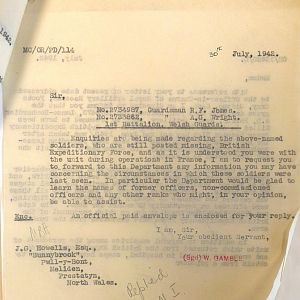 1942.
MC/OR/PD/114
30th July, 1942.
Sir,
No.2734987, Guardsman R.F. Jones.
No.2733862, " A.G. Wright.
1st Battalion, Welsh Guards.
Enquiries are being made regarding the above-named
soldiers, who are still posted missing, British
Expeditionary Force, and as it is understood you were with
the unit during operations in France, I am to request you
to forward to this Department any information you may have
concerning the circumstances in which these soldiers were
last seen. In particular the Department would be glad to
learn the names of former officers, non-commissioned
officers and any other ranks who might, in your opinion,
be able to assist.
Enc. An official paid envelope is enclosed for your reply.
I am, Sir,
Your obedient Servant,
(Sgd) W. GAMBLE
J.G. Howells, Esq.,
"Sunnybrook",
Pwll-y-Bont,
Meliden,
Prestatyn,
North Wales.
Replied